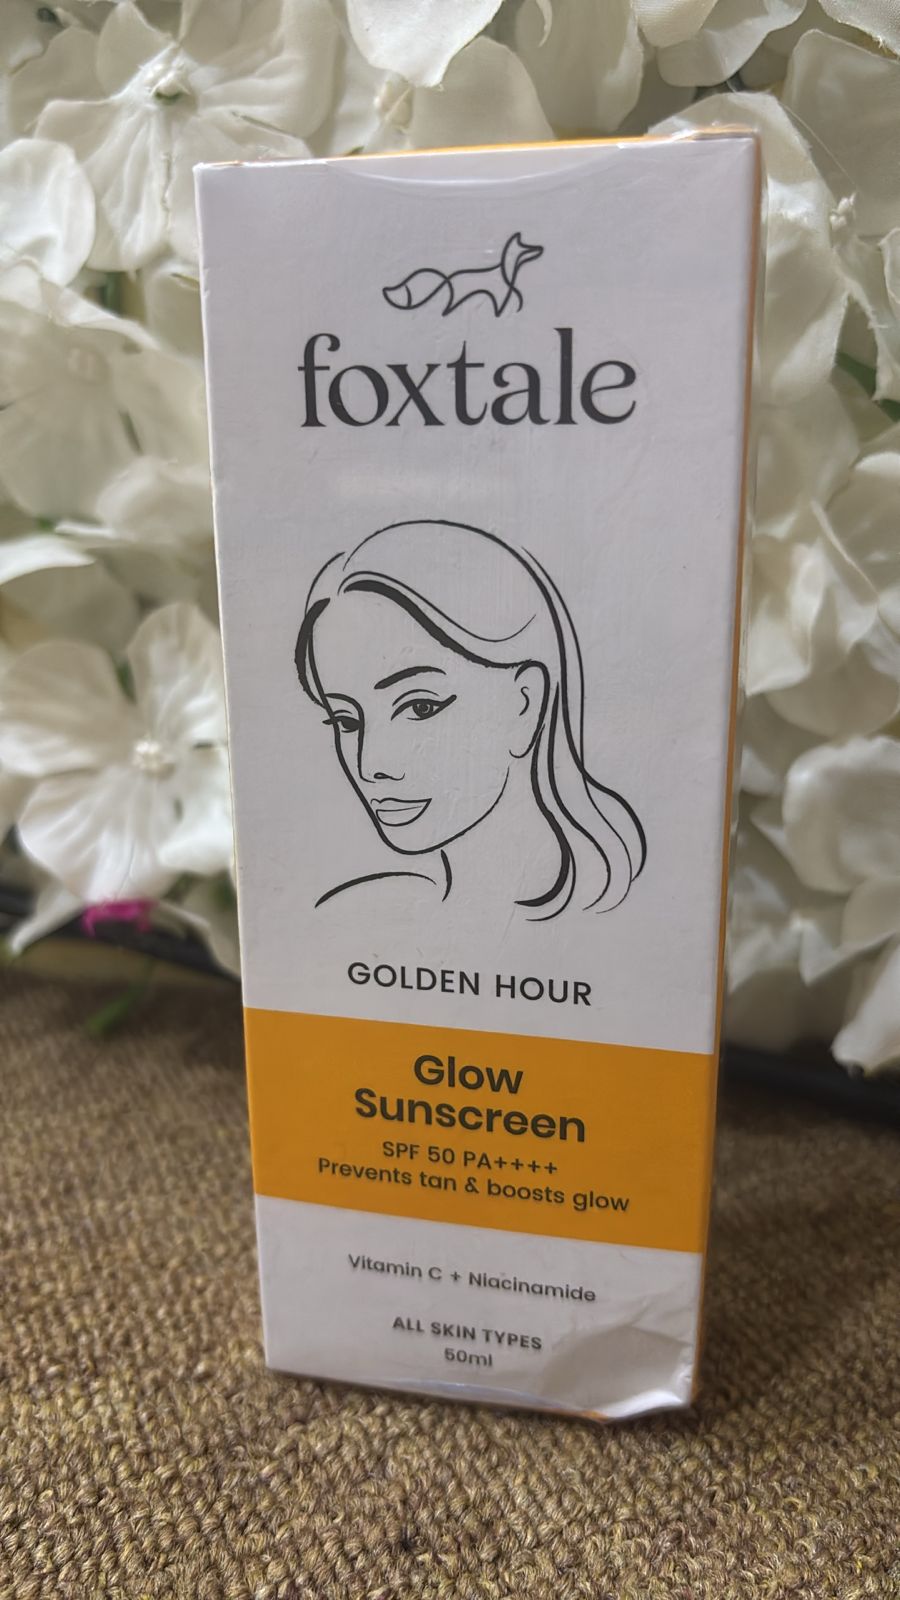 foxtale
GOLDEN HOUR
Glow
Sunscreen
SPF 50 PA++++
Prevents tan & boosts glow
Vitamin C + Niacinamide
ALL SKIN TYPES
50ml